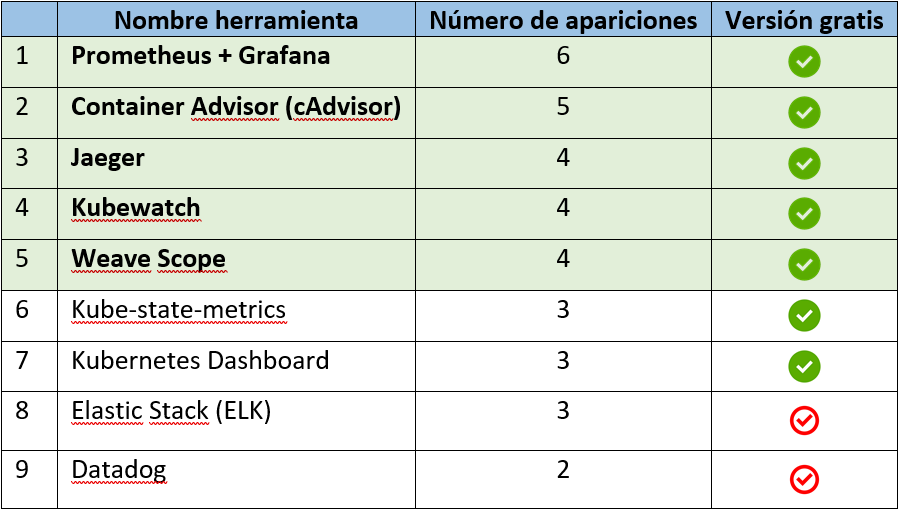 Nombre herramienta Número de apariciones Versión gratis
1 Prometheus + Grafana 6
2 Container Advisor (cAdvisor) 5
3 Jaeger 4
4 Kubewatch 4
5 Weave Scope 4
6 Kube-state-metrics 3
7 Kubernetes Dashboard 3
8 Elastic Stack (ELK) 3
9 Datadog 2